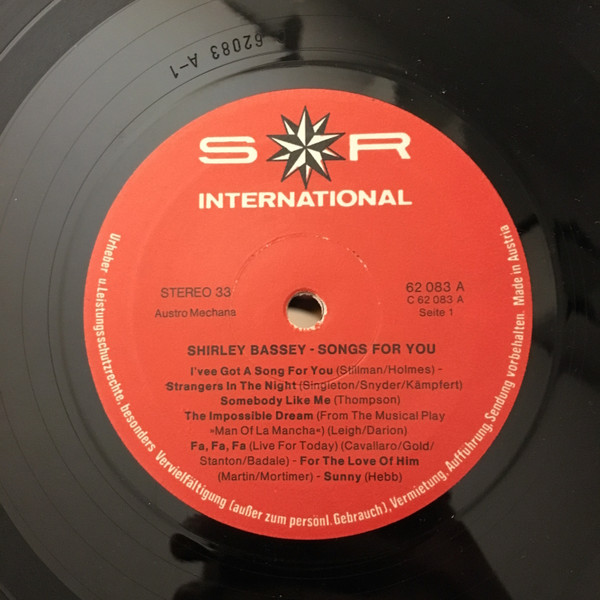 62083 A-1
S R
INTERNATIONAL
STEREO 33
Austro Mechana
62 083 A
C 62 083 A
Seite 1
SHIRLEY BASSEY - SONGS FOR YOU
I'vee Got A Song For You (Stillman/Holmes) -
Strangers In The Night (Singleton/Snyder/Kämpfert)
Somebody Like Me (Thompson)
The Impossible Dream (From The Musical Play
»Man Of La Mancha«) (Leigh/Darion)
Fa, Fa, Fa (Live For Today) (Cavallaro/Gold/
Stanton/Badale) - For The Love Of Him
(Martin/Mortimer) - Sunny (Hebb)
Urheber u. Leistungsschutzrechte, besonders Vervielfältigung (außer zum persönl. Gebrauch), Vermietung, Aufführung, Sendung vorbehalten. Made in Austria